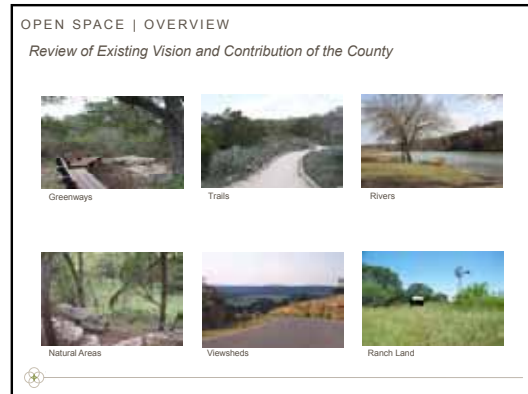 OPEN SPACE | OVERVIEW
Review of Existing Vision and Contribution of the County
Greenways
Trails
Rivers
Natural Areas
Viewsheds
Ranch Land